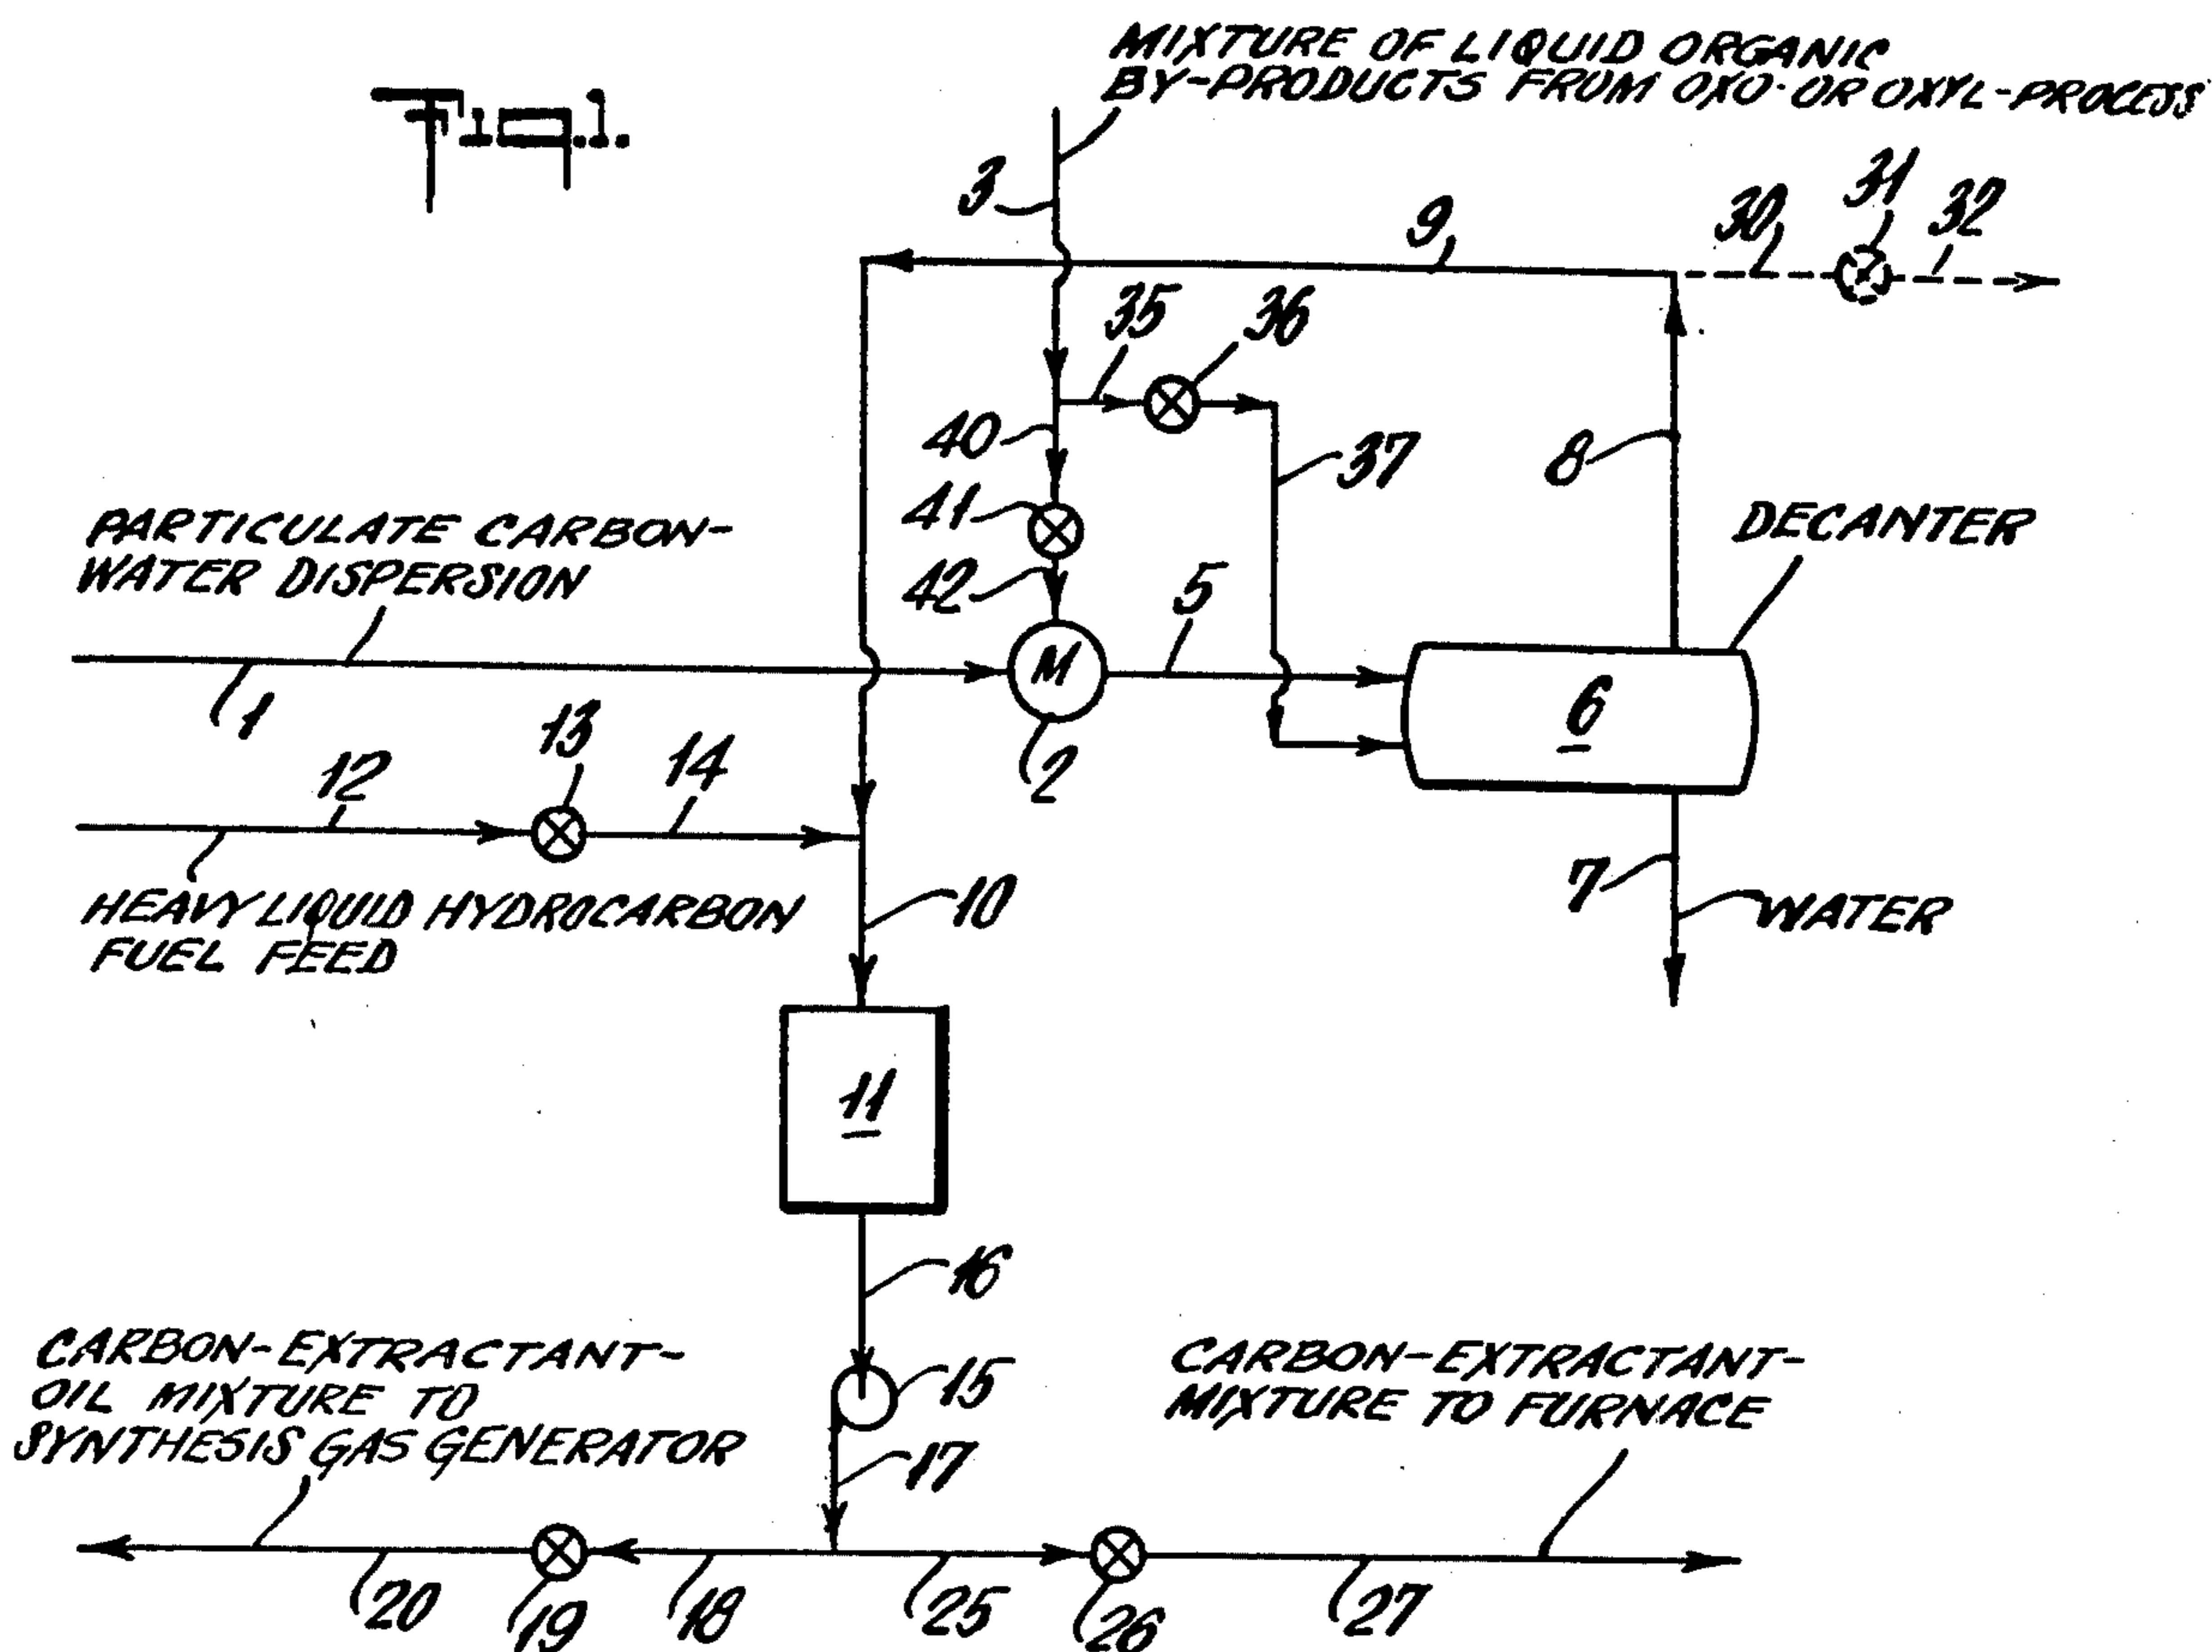 Fig.1.
MIXTURE OF LIQUID ORGANIC
BY-PRODUCTS FROM OXO- OR OXYL-PROCESS
3
9
30
31
32
35
36
40
37
8
41
42
5
DECANTER
PARTICULATE CARBON-
WATER DISPERSION
1
M
2
6
12
13
14
7
WATER
HEAVY LIQUID HYDROCARBON
FUEL FEED
10
11
16
15
17
CARBON-EXTRACTANT-
OIL MIXTURE TO
SYNTHESIS GAS GENERATOR
CARBON-EXTRACTANT-
MIXTURE TO FURNACE
20
19
18
25
26
27